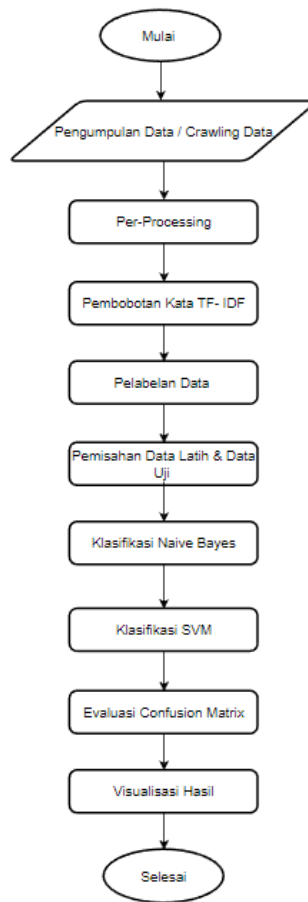 Mulai
Pengumpulan Data / Crawling Data
Per-Processing
Pembobotan Kata TF- IDF
Pelabelan Data
Pemisahan Data Latih & Data
Uji
Klasifikasi Naive Bayes
Klasifikasi SVM
Evaluasi Confusion Matrix
Visualisasi Hasil
Selesai